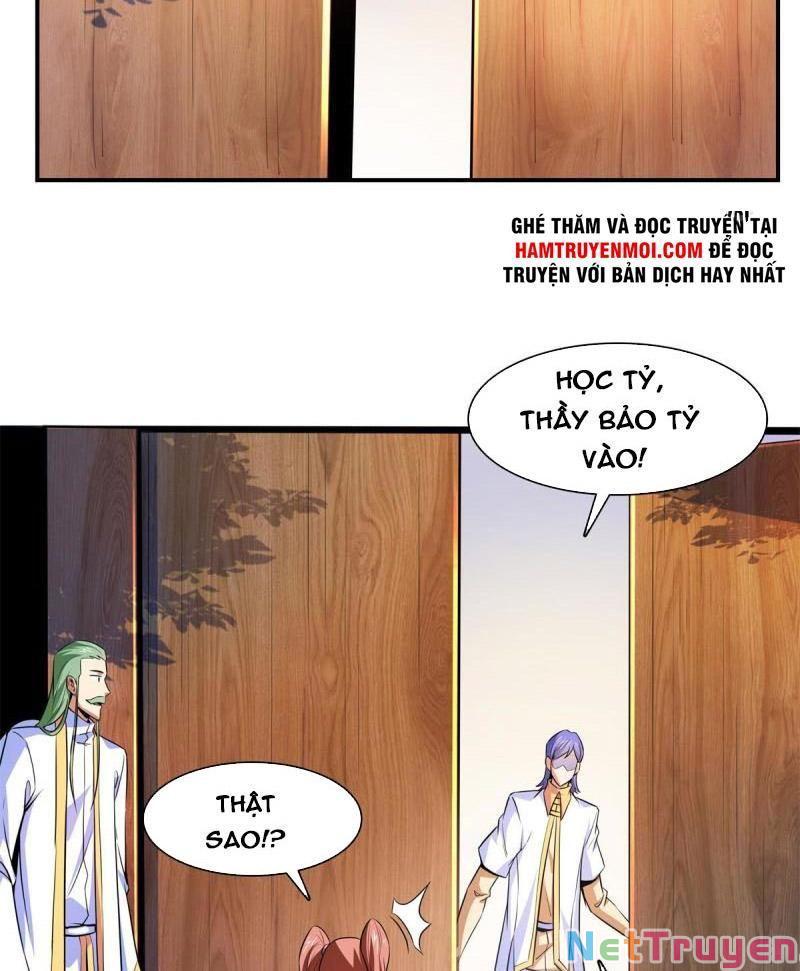 GHÉ THĂM VÀ ĐỌC TRUYỆN TẠI
HAMTRUYENMOI.COM ĐỂ ĐỌC
TRUYỆN VỚI BẢN DỊCH HAY NHẤT
HỌC TỶ,
THẦY BẢO TỶ
VÀO!
THẬT
SAO!?
NetTruyen